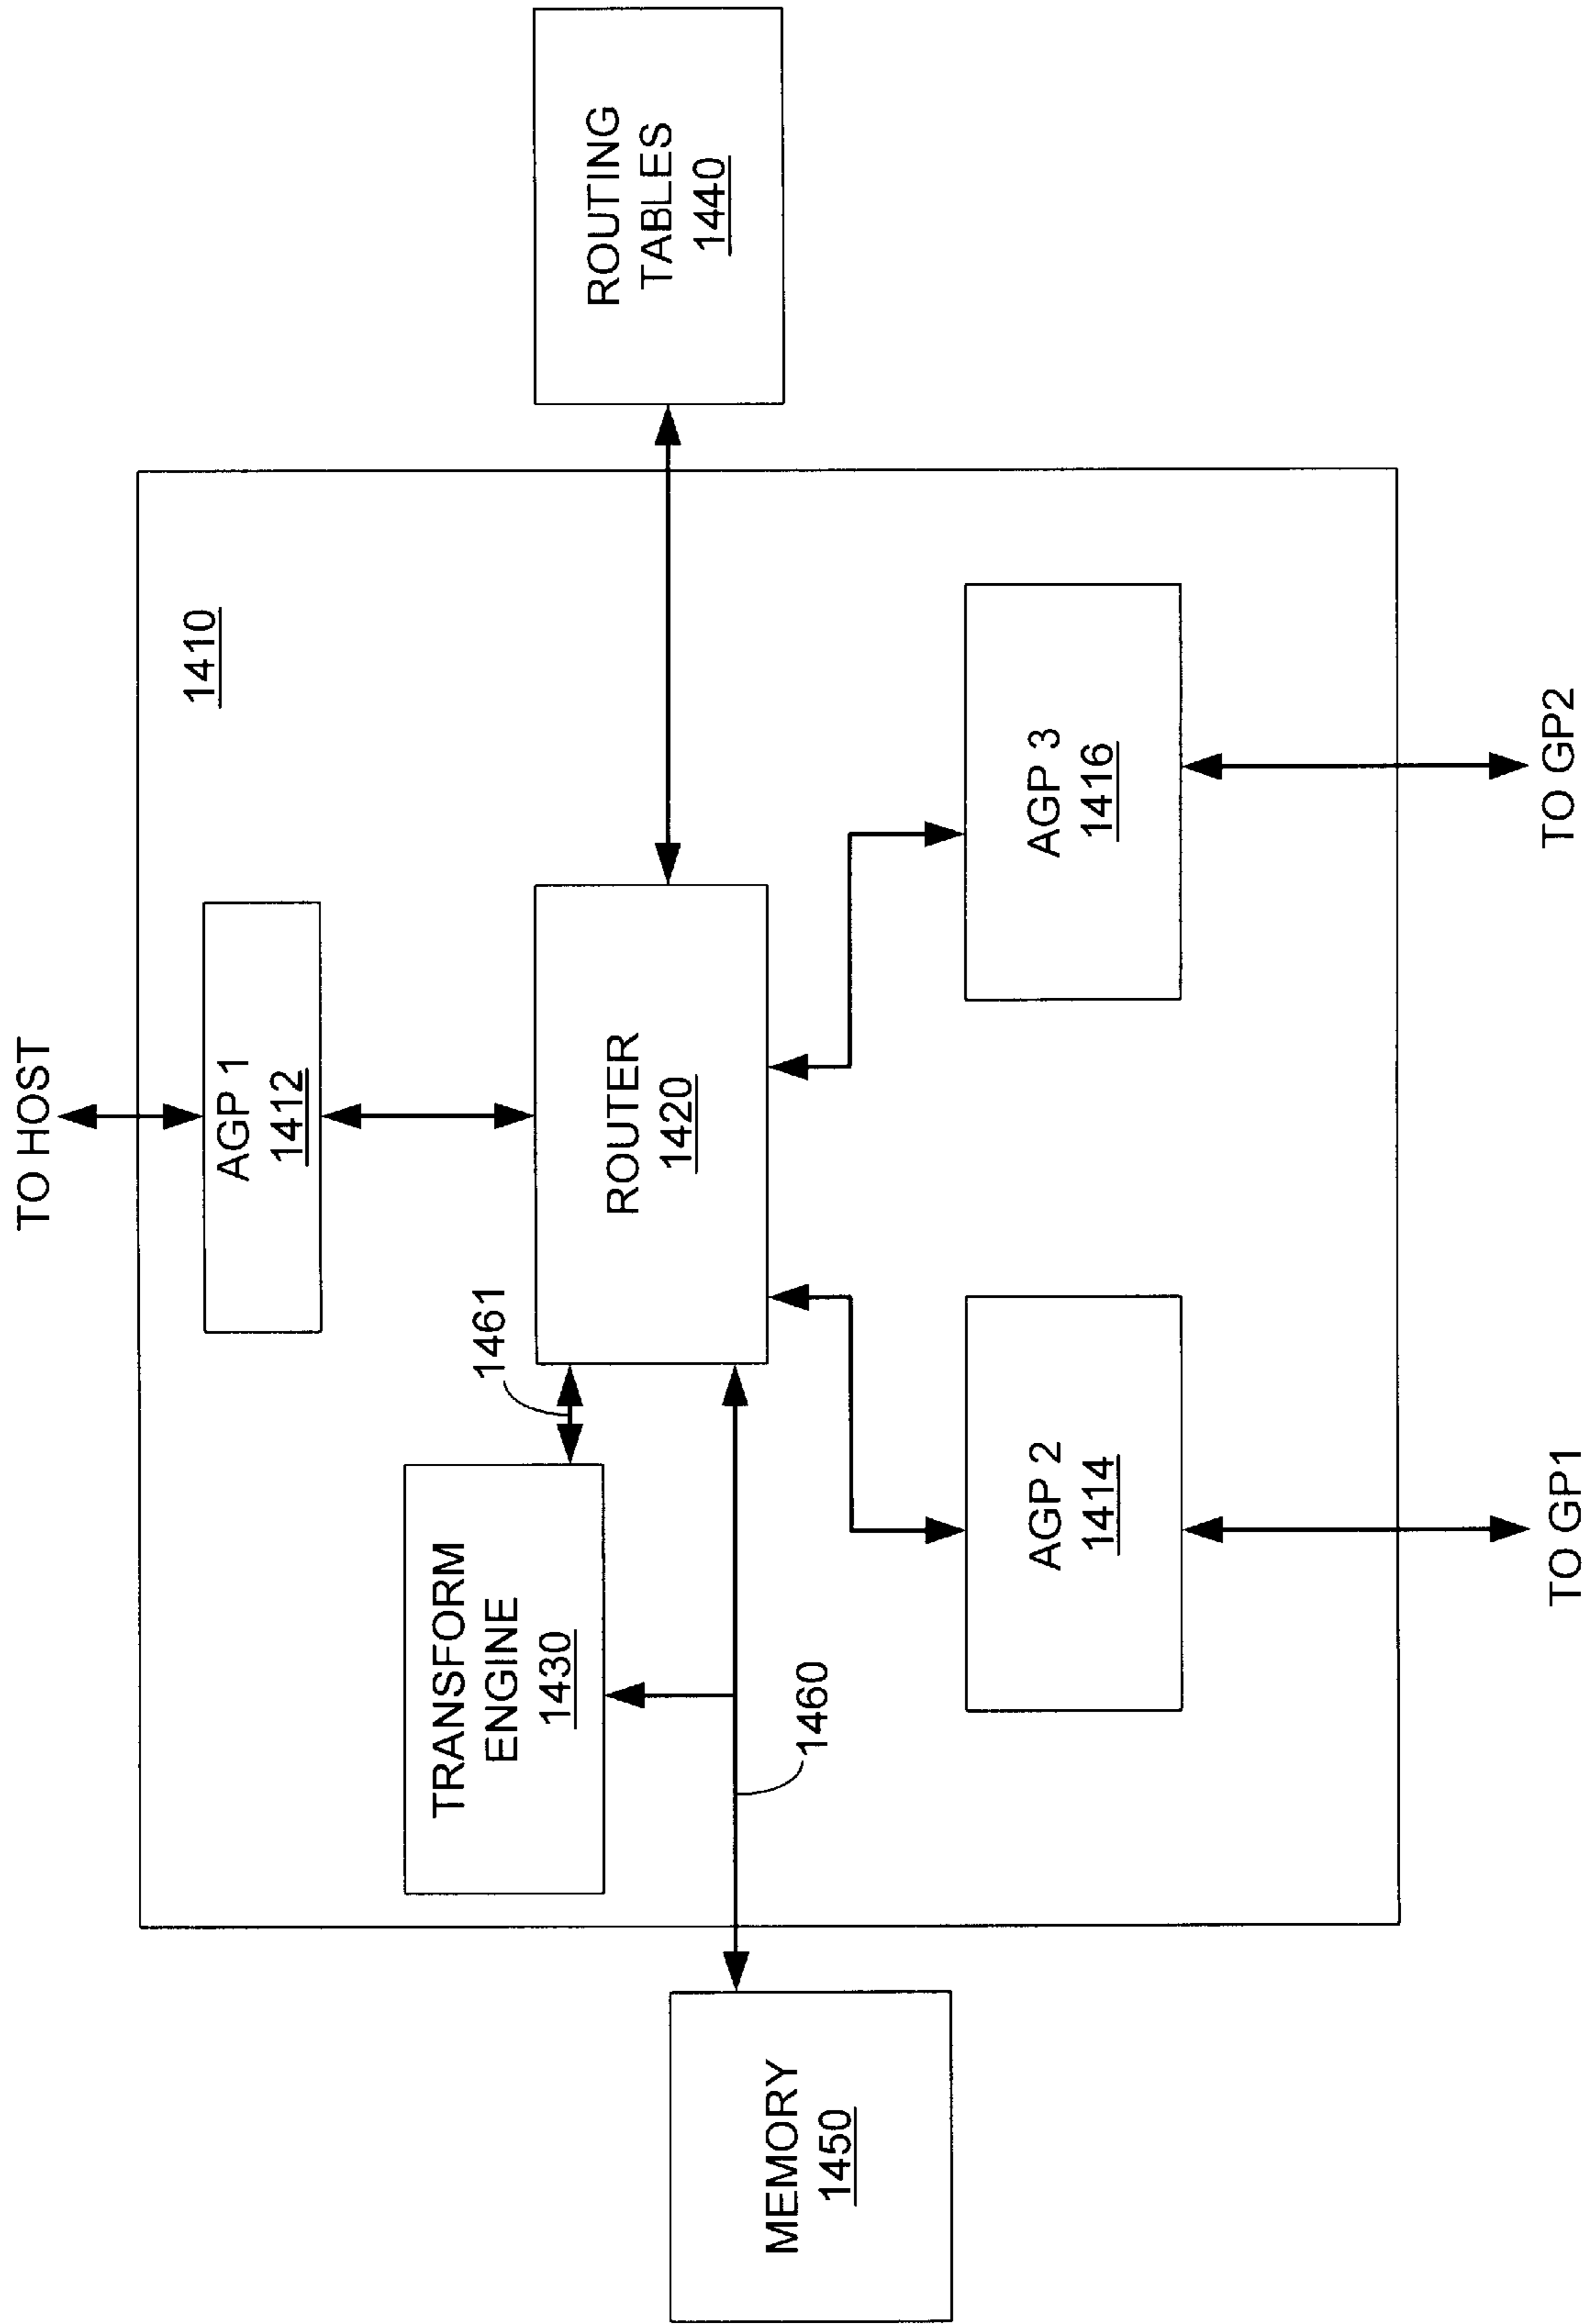 TO HOST
1410
AGP 1
1412
1461
TRANSFORM
ENGINE
1430
ROUTER
1420
ROUTING
TABLES
1440
MEMORY
1450
1460
AGP 2
1414
AGP 3
1416
TO GP1
TO GP2